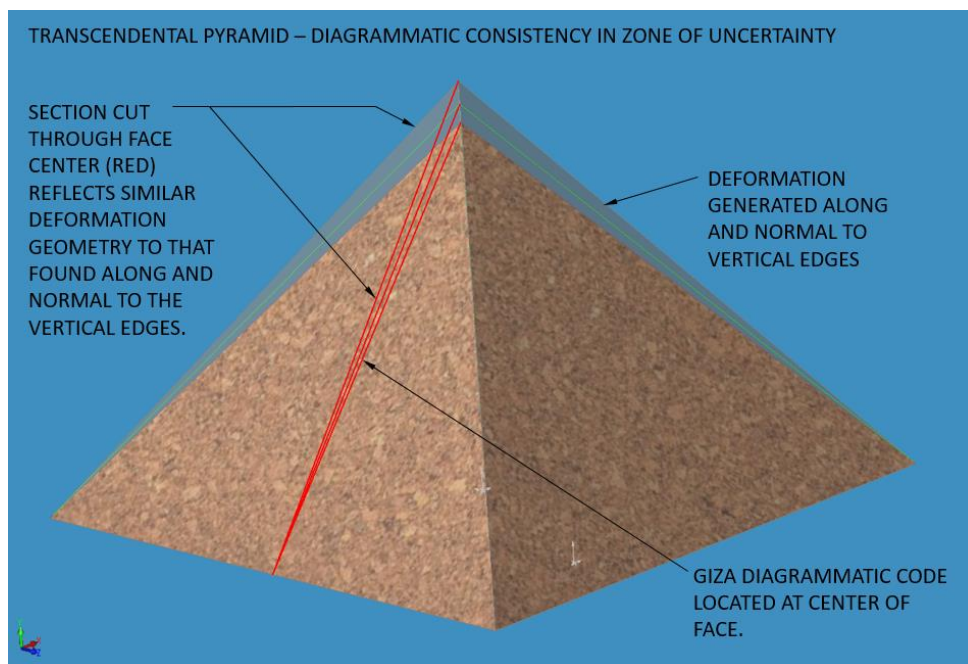 TRANSCENDENTAL PYRAMID – DIAGRAMMATIC CONSISTENCY IN ZONE OF UNCERTAINTY
SECTION CUT
THROUGH FACE
CENTER (RED)
REFLECTS SIMILAR
DEFORMATION
GEOMETRY TO THAT
FOUND ALONG AND
NORMAL TO THE
VERTICAL EDGES.
DEFORMATION
GENERATED ALONG
AND NORMAL TO
VERTICAL EDGES
GIZA DIAGRAMMATIC CODE
LOCATED AT CENTER OF
FACE.